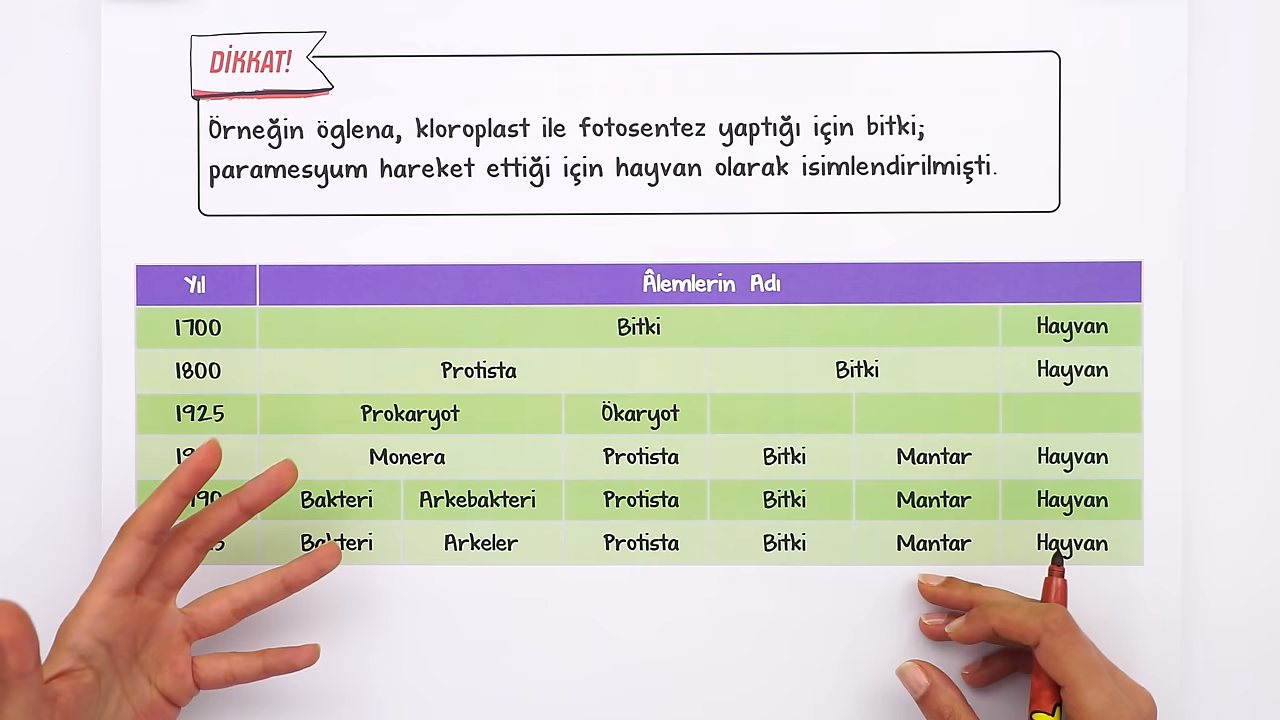 DİKKAT!
Örneğin öglena, kloroplast ile fotosentez yaptığı için bitki;
paramesyum hareket ettiği için hayvan olarak isimlendirilmişti.
Yıl Âlemlerin Adı
1700 Bitki Hayvan
1800 Protista Bitki Hayvan
1925 Prokaryot Ökaryot
Monera Protista Bitki Mantar Hayvan
Bakteri Arkebakteri Protista Bitki Mantar Hayvan
Bakteri Arkeler Protista Bitki Mantar Hayvan